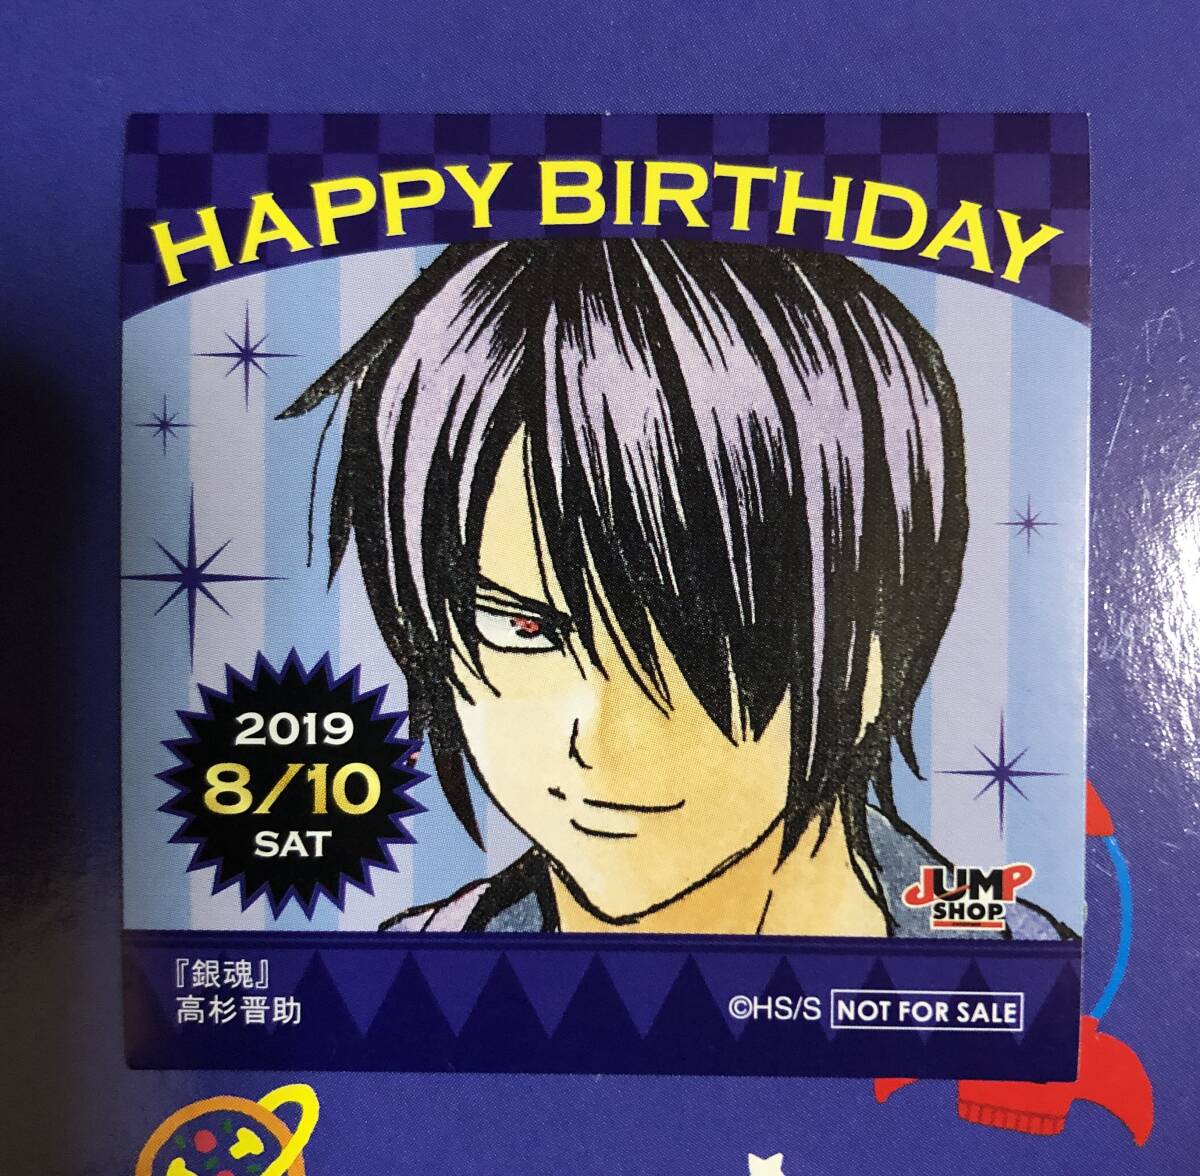 HAPPY BIRTHDAY
2019
8/10
SAT
JUMP
SHOP
『銀魂』
高杉晋助
©HS/S NOT FOR SALE